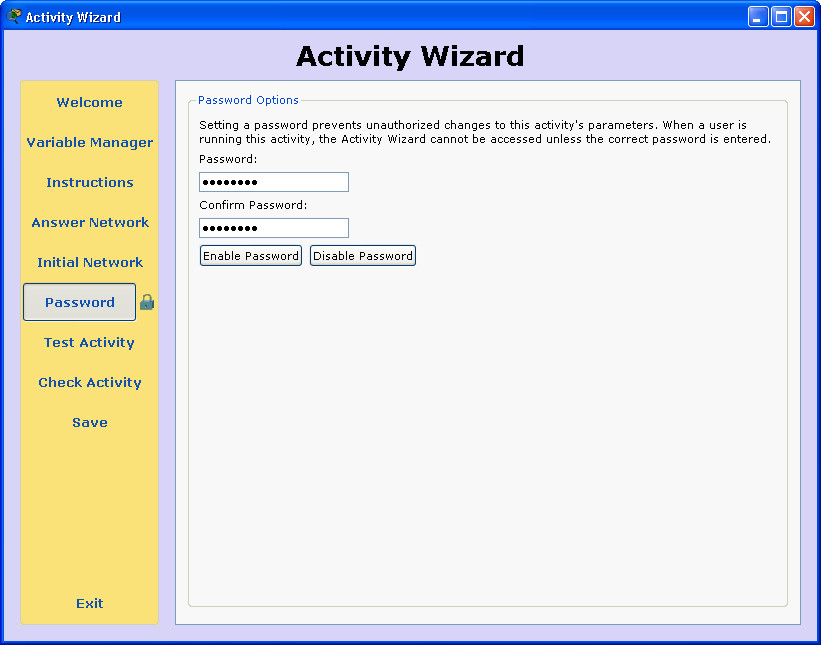 Activity Wizard
Activity Wizard
Welcome
Variable Manager
Instructions
Answer Network
Initial Network
Password
Test Activity
Check Activity
Save
Exit
Password Options
Setting a password prevents unauthorized changes to this activity's parameters. When a user is
running this activity, the Activity Wizard cannot be accessed unless the correct password is entered.
Password:
••••••••
Confirm Password:
••••••••
Enable Password Disable Password